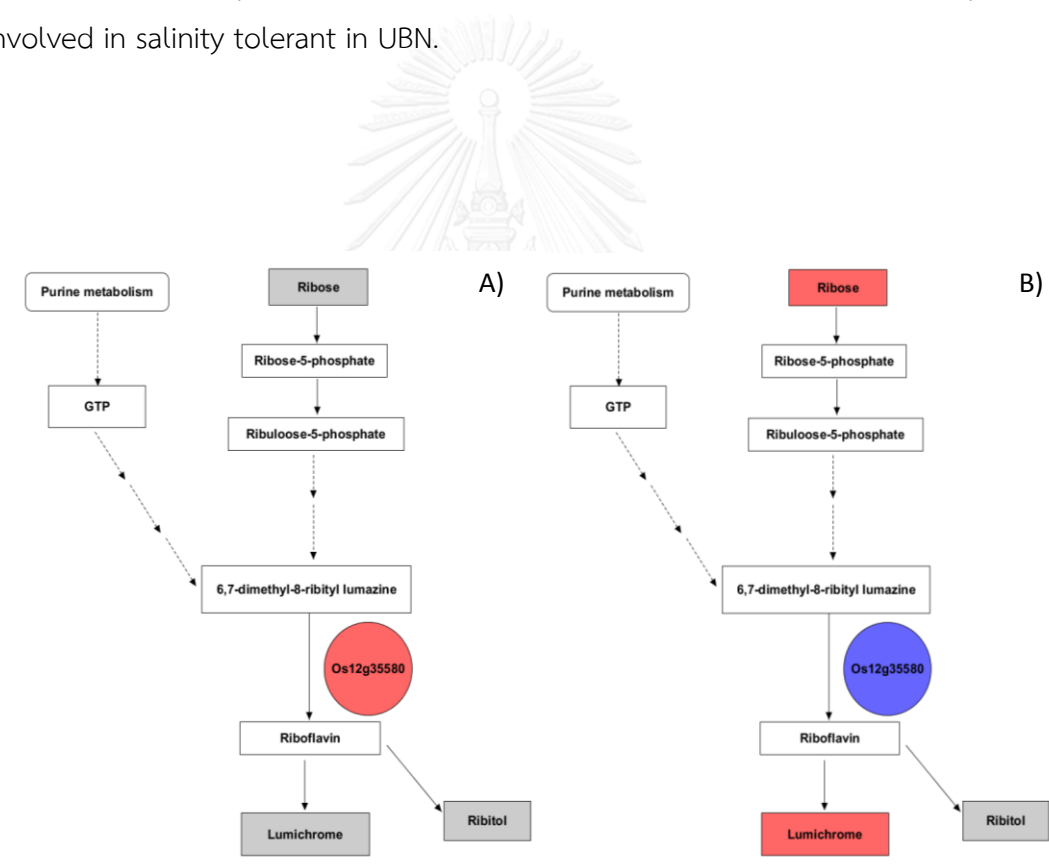 nvolved in salinity tolerant in UBN.
A)
Purine metabolism
Ribose
Ribose-5-phosphate
GTP
Ribuloose-5-phosphate
6,7-dimethyl-8-ribityl lumazine
Os12g35580
Riboflavin
Lumichrome
Ribitol
B)
Purine metabolism
Ribose
Ribose-5-phosphate
GTP
Ribuloose-5-phosphate
6,7-dimethyl-8-ribityl lumazine
Os12g35580
Riboflavin
Lumichrome
Ribitol